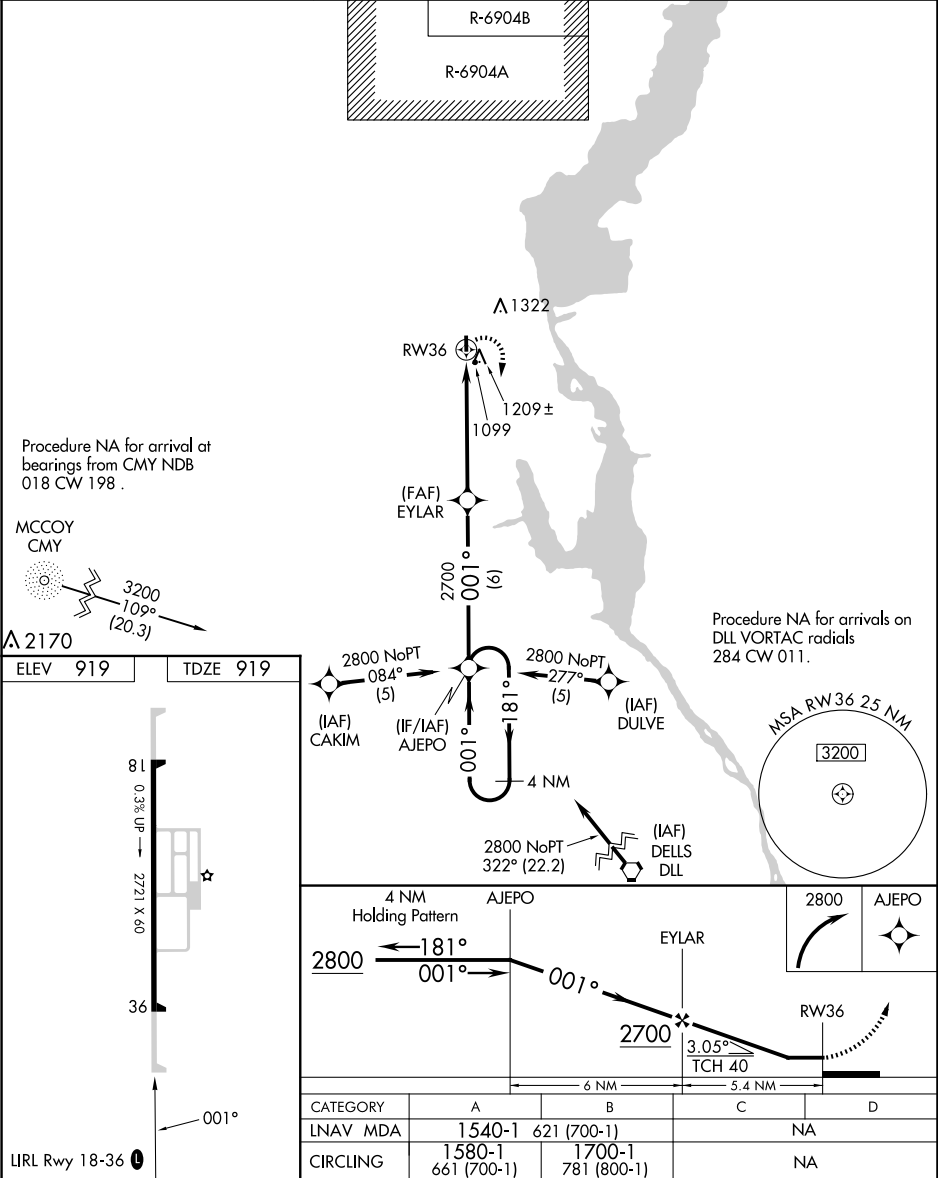 R-6904B
R-6904A
1322
RW36
1209±
1099
Procedure NA for arrival at
bearings from CMY NDB
018 CW 198 .
(FAF)
EYLAR
MCCOY
CMY
3200
109°
(20.3)
2700
001°
(6)
2170
Procedure NA for arrivals on
DLL VORTAC radials
284 CW 011.
2800 NoPT
084°
(5)
2800 NoPT
277°
(5)
(IAF)
CAKIM
(IF/IAF)
AJEPO
(IAF)
DULVE
001°
181°
4 NM
MSA RW36 25 NM
3200
2800 NoPT
322° (22.2)
(IAF)
DELLS
DLL
ELEV 919
TDZE 919
18
0.3% UP
2721 X 60
36
001°
LIRL Rwy 18-36 L
4 NM
Holding Pattern
AJEPO
2800
AJEPO
EYLAR
181°
2800
001°
001°
RW36
2700
3.05°
TCH 40
6 NM
5.4 NM
CATEGORY A B C D
LNAV MDA 1540-1 621 (700-1) NA
CIRCLING 1580-1 661 (700-1) 1700-1 781 (800-1) NA